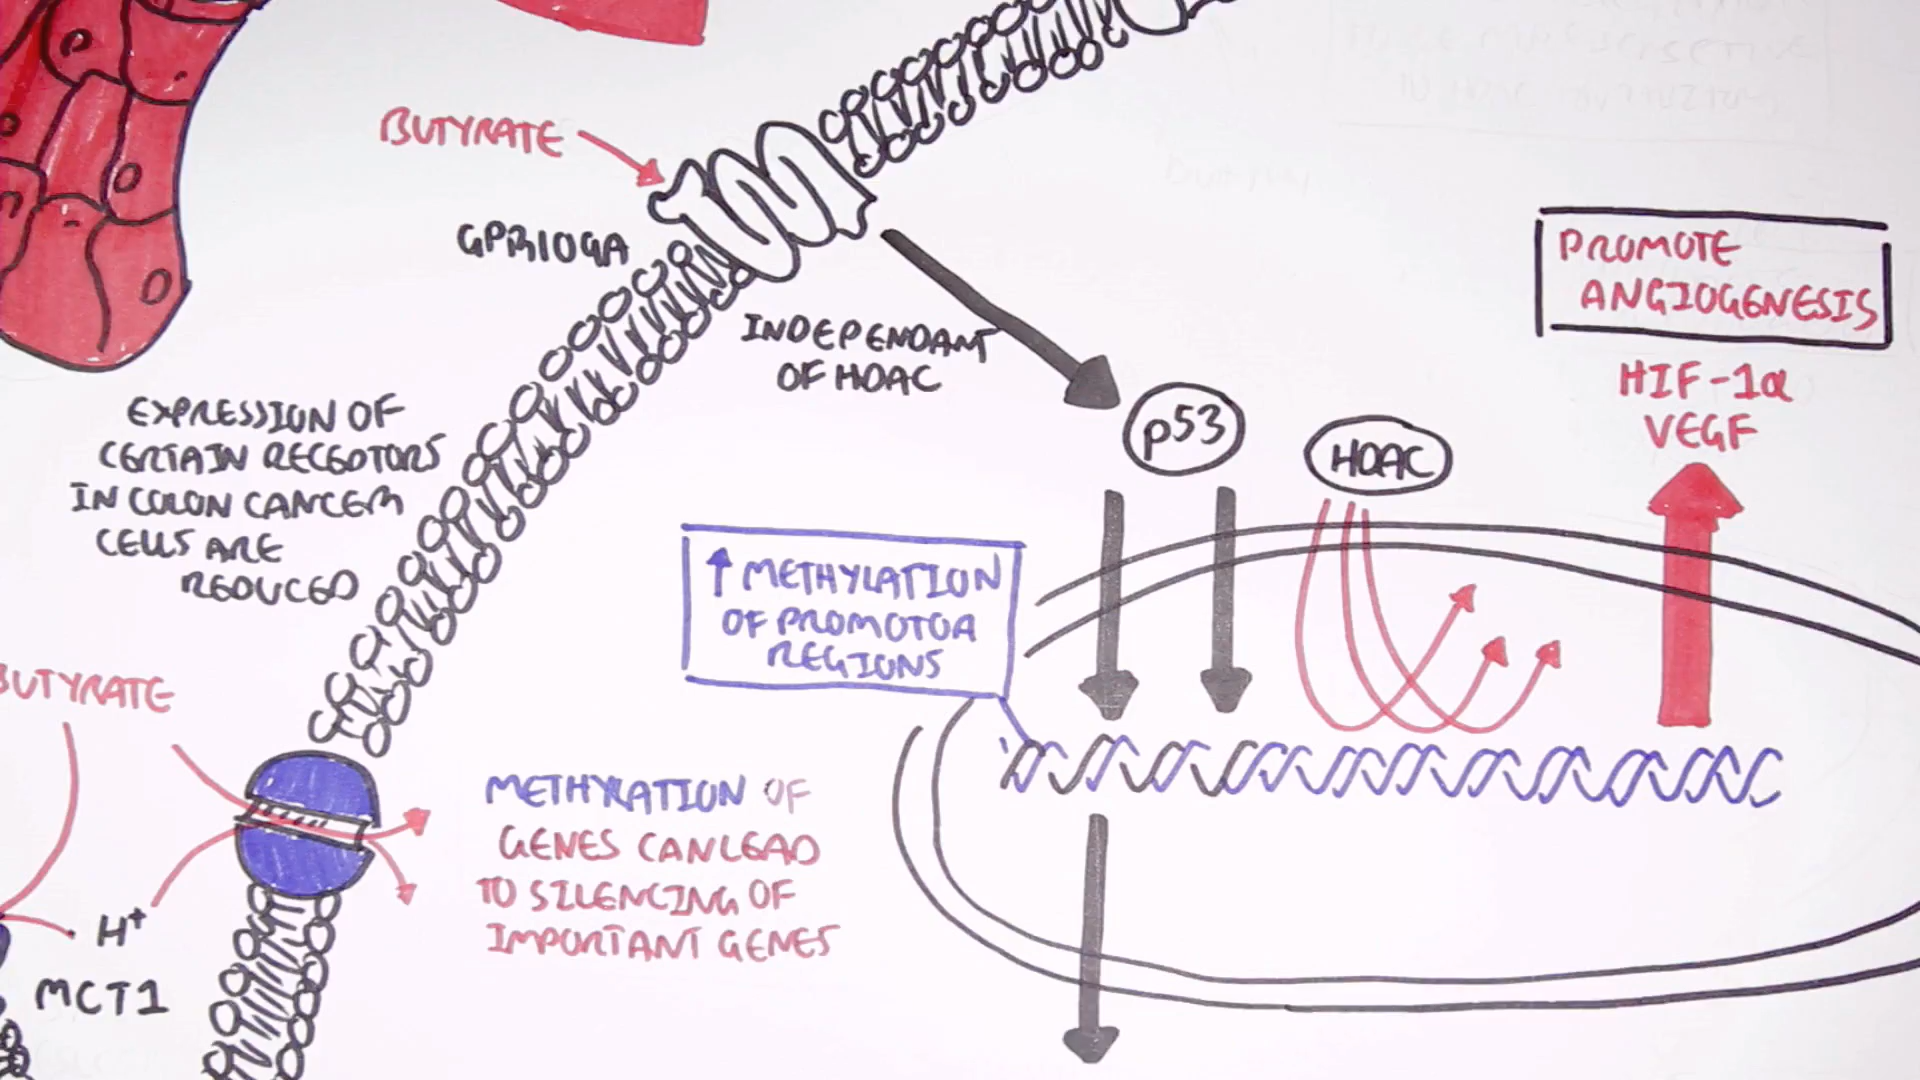 BUTYRATE
GPR109A
INDEPENDANT
OF HDAC
PROMOTE
ANGIOGENESIS
HIF-1α
VEGF
p53
HDAC
EXPRESSION OF
CERTAIN RECEPTORS
IN COLON CANCER
CELLS ARE
REDUCED
↑ METHYLATION
OF PROMOTOR
REGIONS
BUTYRATE
METHYLATION OF
GENES CAN LEAD
TO SILENCING OF
IMPORTANT GENES
H+
MCT1